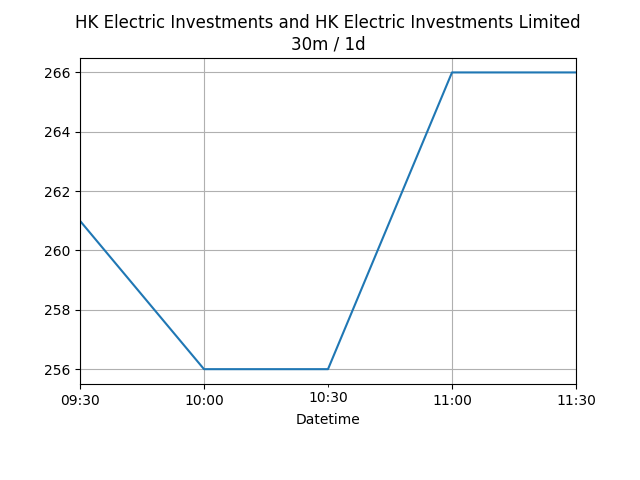 HK Electric Investments and HK Electric Investments Limited
30m / 1d
266
264
262
260
258
256
09:30 10:00 10:30 11:00 11:30
Datetime